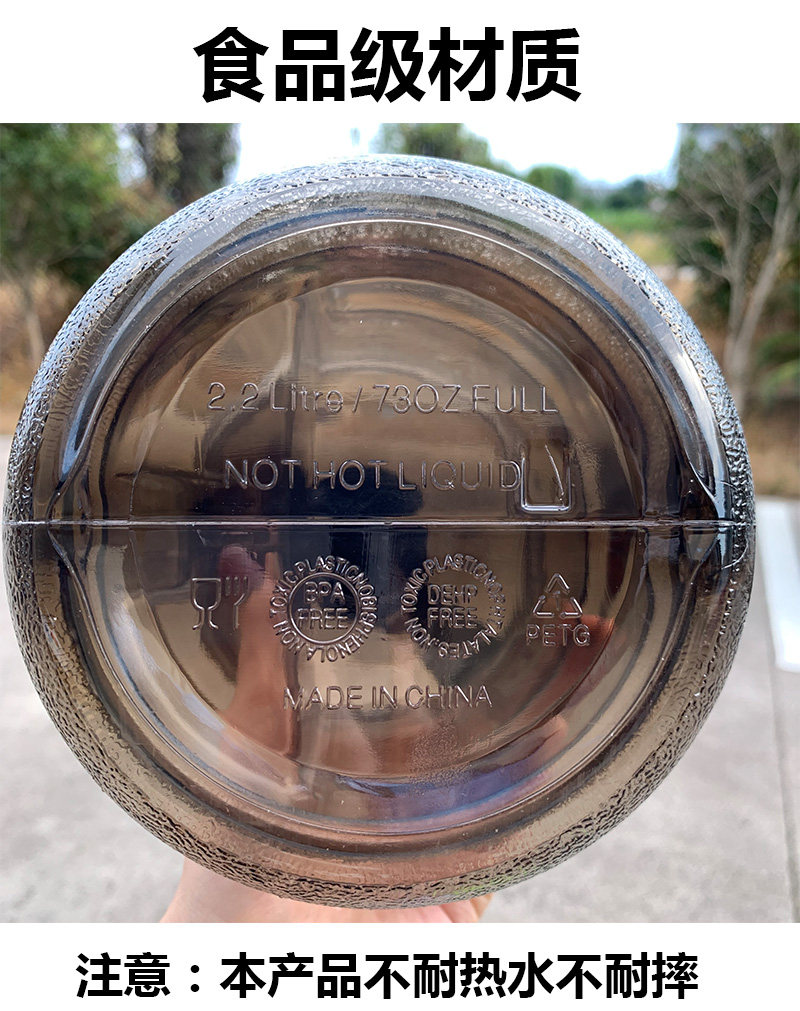 食品级材质
2.2 Litre / 73OZ FULL
NOT HOT LIQUID
NON TOXIC PLASTIC NO BISPHENOL A
BPA
FREE
NON TOXIC PLASTIC NO
DEHP
FREE
PETG
MADE IN CHINA
注意：本产品不耐热水不耐摔